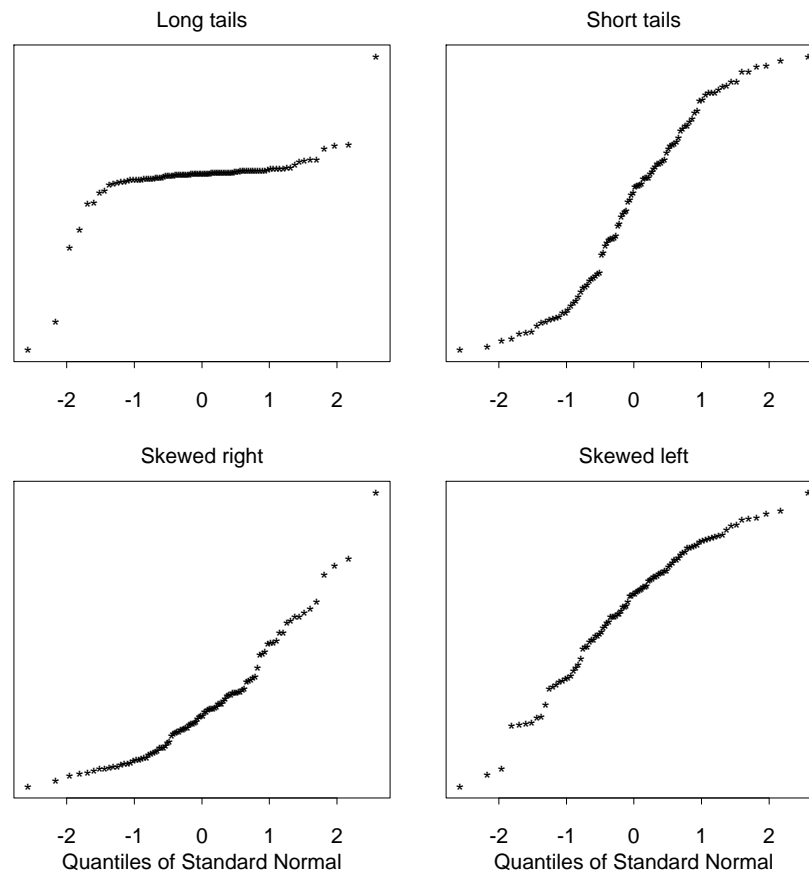 Long tails
Short tails
-2 -1 0 1 2
-2 -1 0 1 2
Skewed right
Skewed left
-2 -1 0 1 2
Quantiles of Standard Normal
-2 -1 0 1 2
Quantiles of Standard Normal